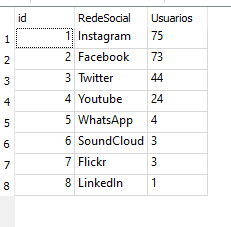 id RedeSocial Usuarios
1 1 Instagram 75
2 2 Facebook 73
3 3 Twitter 44
4 4 Youtube 24
5 5 WhatsApp 4
6 6 SoundCloud 3
7 7 Flickr 3
8 8 LinkedIn 1